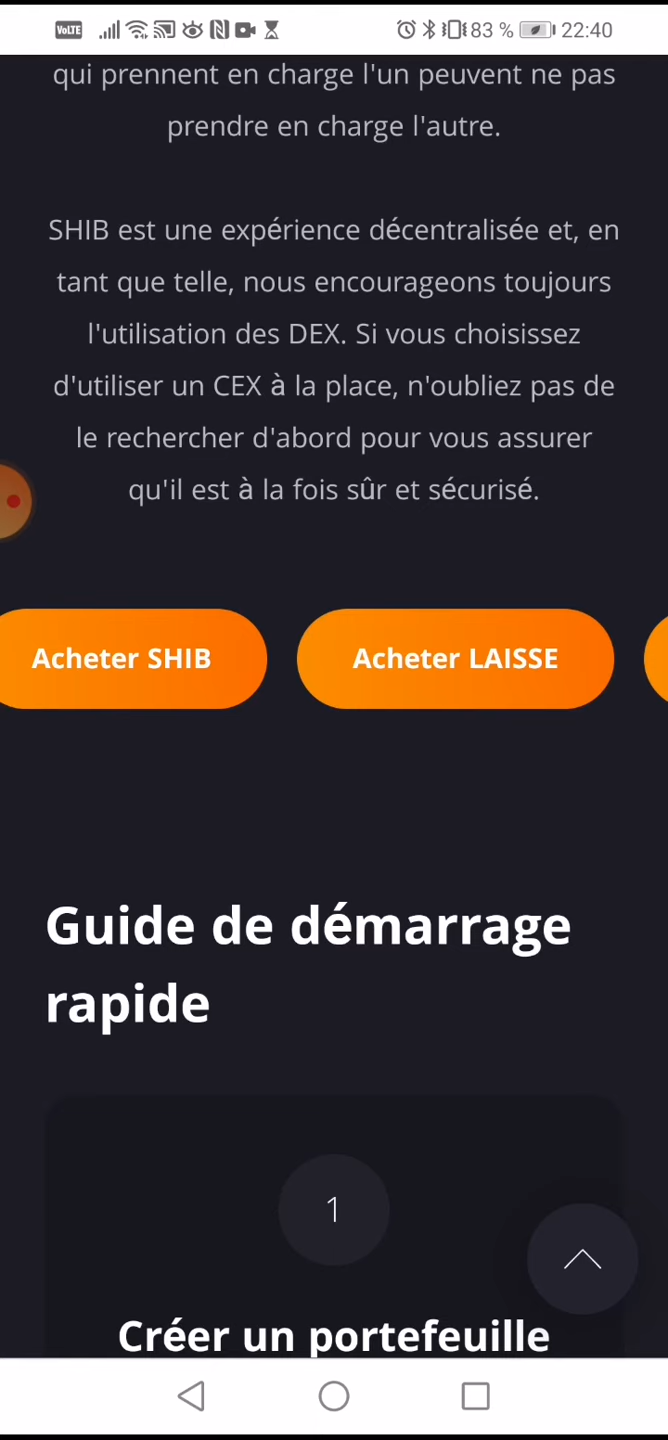 VoLTE 83 % 22:40
qui prennent en charge l'un peuvent ne pas
prendre en charge l'autre.
SHIB est une expérience décentralisée et, en
tant que telle, nous encourageons toujours
l'utilisation des DEX. Si vous choisissez
d'utiliser un CEX à la place, n'oubliez pas de
le rechercher d'abord pour vous assurer
qu'il est à la fois sûr et sécurisé.
Acheter SHIB Acheter LAISSE
Guide de démarrage
rapide
1
Créer un portefeuille